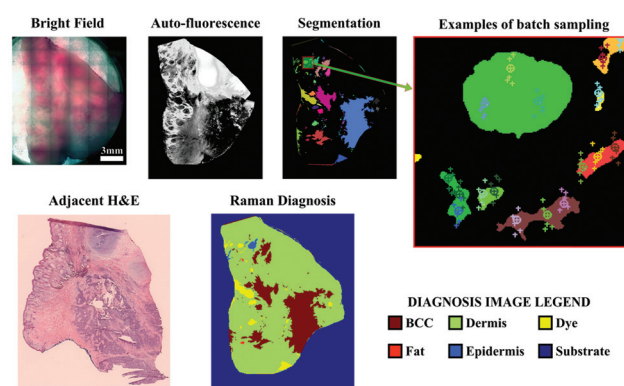 Bright Field
Auto-fluorescence
Segmentation
Examples of batch sampling
3mm
Adjacent H&E
Raman Diagnosis
DIAGNOSIS IMAGE LEGEND
BCC Dermis Dye
Fat Epidermis Substrate